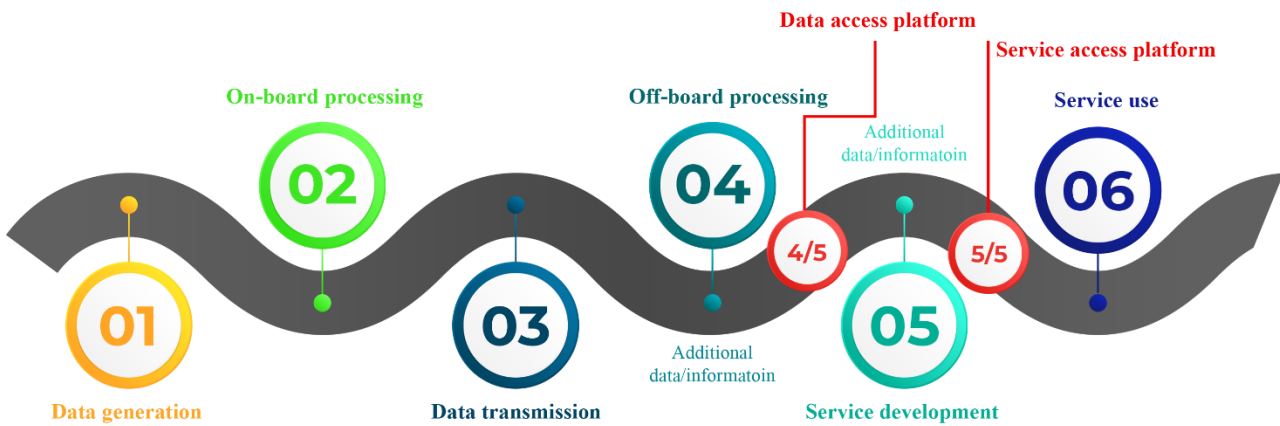 Data access platform
Service access platform
On-board processing
Off-board processing
Service use
Additional
data/informatoin
02
04
06
4/5
5/5
01
03
05
Additional
data/informatoin
Data generation
Data transmission
Service development